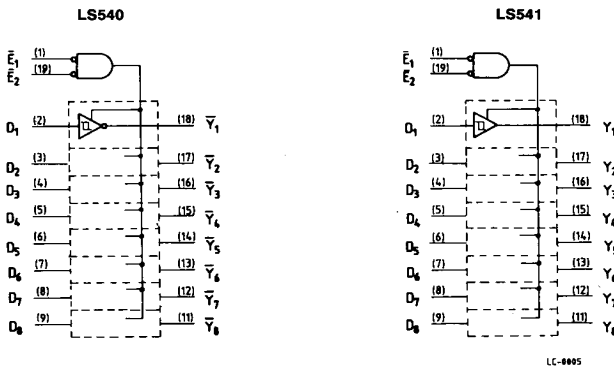 LS540
Ē₁ (1)
Ē₂ (19)
D₁ (2) (18) Ȳ₁
D₂ (3) (17) Ȳ₂
D₃ (4) (16) Ȳ₃
D₄ (5) (15) Ȳ₄
D₅ (6) (14) Ȳ₅
D₆ (7) (13) Ȳ₆
D₇ (8) (12) Ȳ₇
D₈ (9) (11) Ȳ₈
LS541
Ē₁ (1)
Ē₂ (19)
D₁ (2) (18) Y₁
D₂ (3) (17) Y₂
D₃ (4) (16) Y₃
D₄ (5) (15) Y₄
D₅ (6) (14) Y₅
D₆ (7) (13) Y₆
D₇ (8) (12) Y₇
D₈ (9) (11) Y₈
LC-0005